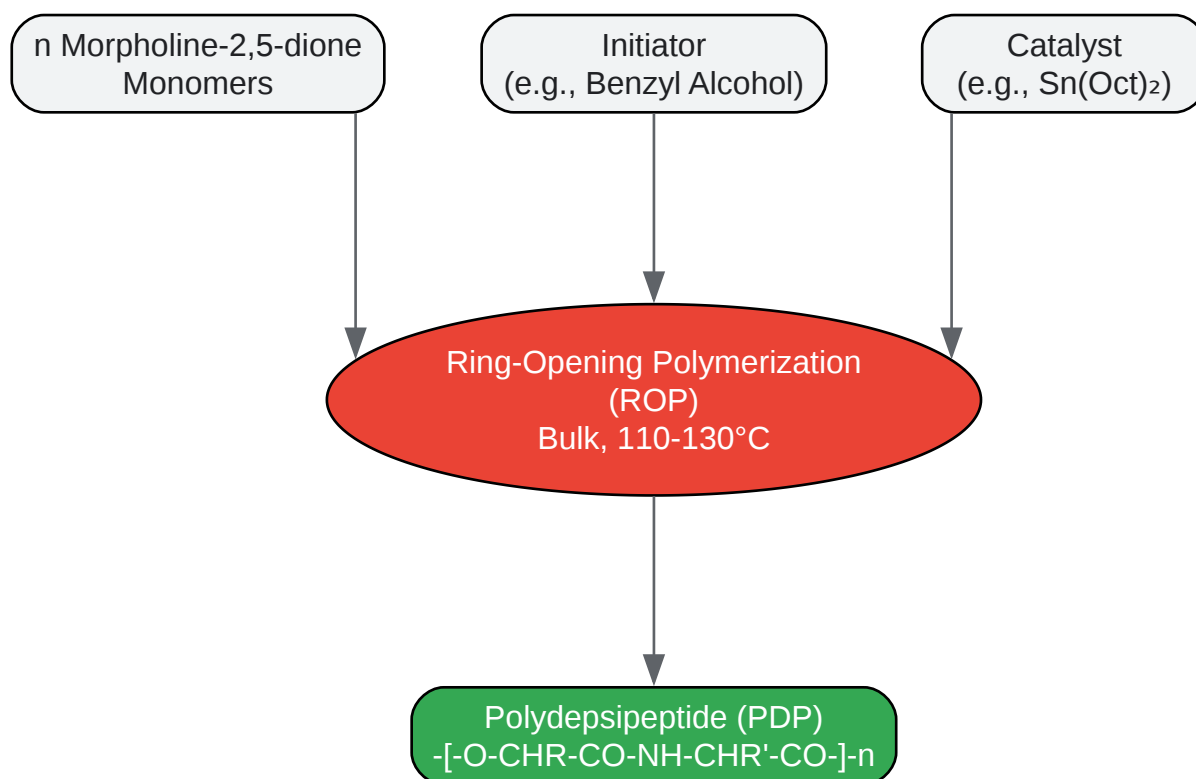 n Morpholine-2,5-dione
Monomers
Initiator
(e.g., Benzyl Alcohol)
Catalyst
(e.g., Sn(Oct)₂)
Ring-Opening Polymerization
(ROP)
Bulk, 110-130°C
Polydepsipeptide (PDP)
-[-O-CHR-CO-NH-CHR'-CO-]-n